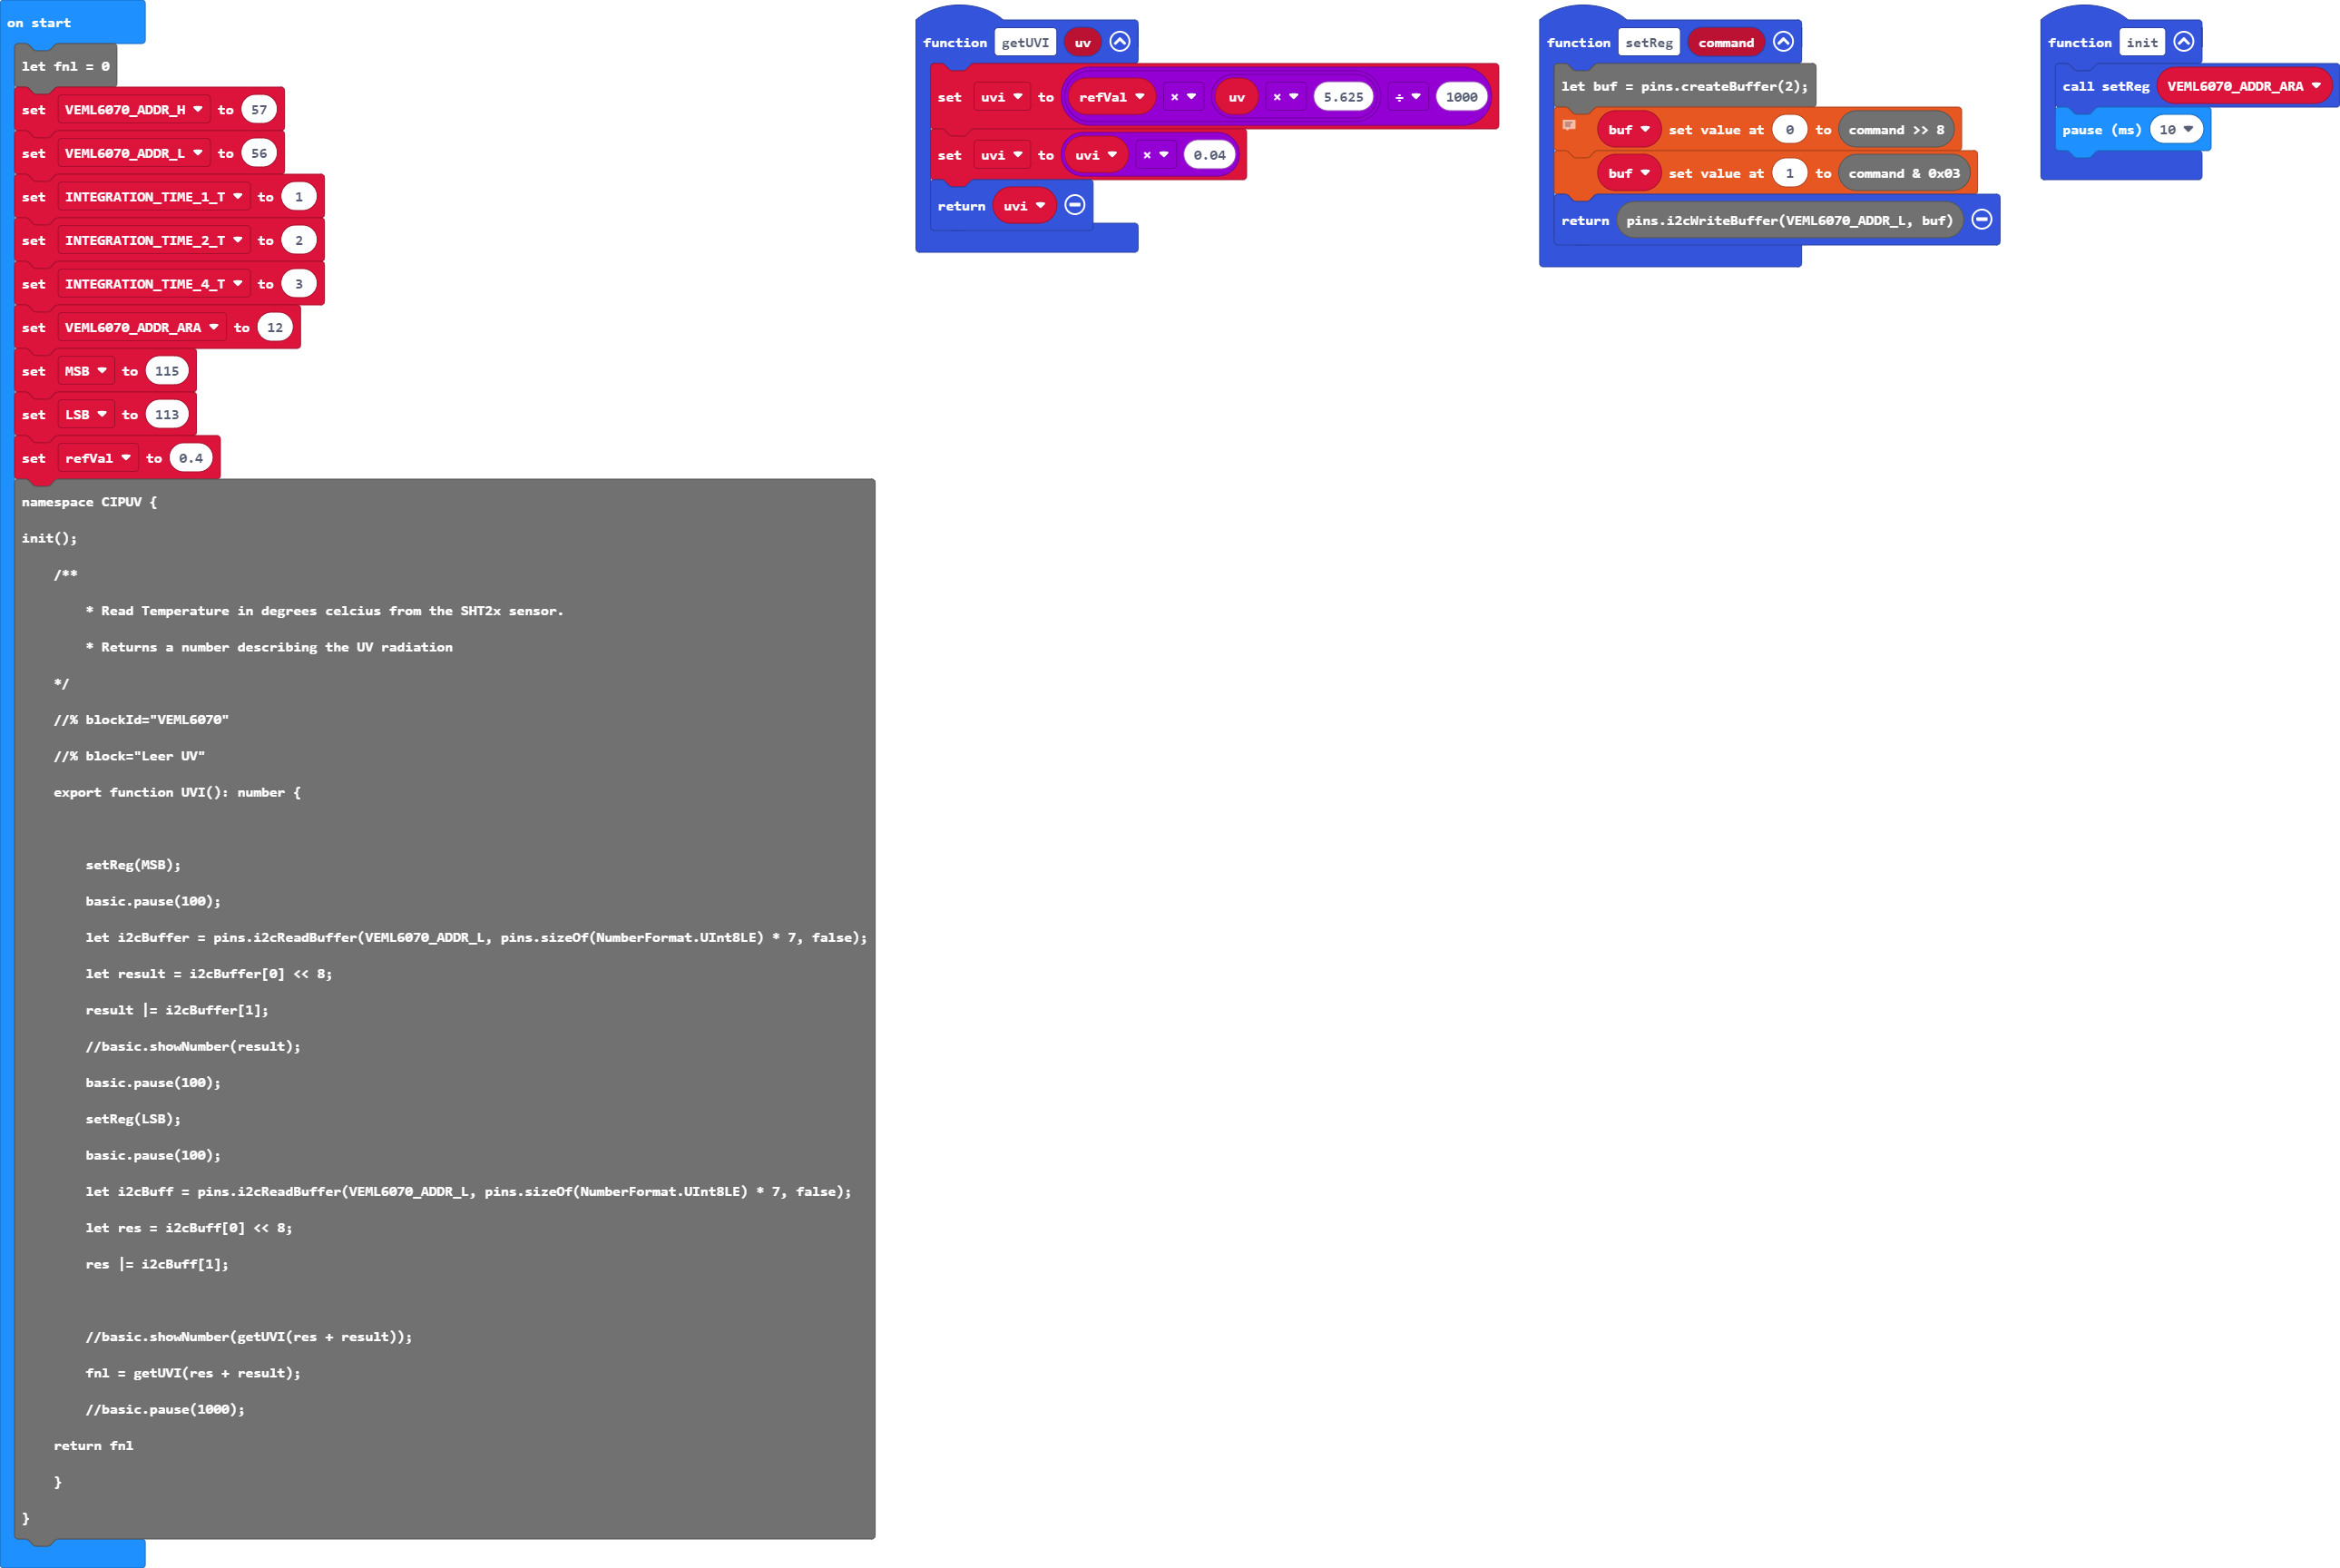 on start
let fnl = 0
set VEML6070_ADDR_H to 57
set VEML6070_ADDR_L to 56
set INTEGRATION_TIME_1_T to 1
set INTEGRATION_TIME_2_T to 2
set INTEGRATION_TIME_4_T to 3
set VEML6070_ADDR_ARA to 12
set MSB to 115
set LSB to 113
set refVal to 0.4
namespace CIPUV {
init();
/**
* Read Temperature in degrees celcius from the SHT2x sensor.
* Returns a number describing the UV radiation
*/
//% blockId="VEML6070"
//% block="Leer UV"
export function UVI(): number {
setReg(MSB);
basic.pause(100);
let i2cBuffer = pins.i2cReadBuffer(VEML6070_ADDR_L, pins.sizeOf(NumberFormat.UInt8LE) * 7, false);
let result = i2cBuffer[0] << 8;
result |= i2cBuffer[1];
//basic.showNumber(result);
basic.pause(100);
setReg(LSB);
basic.pause(100);
let i2cBuff = pins.i2cReadBuffer(VEML6070_ADDR_L, pins.sizeOf(NumberFormat.UInt8LE) * 7, false);
let res = i2cBuff[0] << 8;
res |= i2cBuff[1];
//basic.showNumber(getUVI(res + result));
fnl = getUVI(res + result);
//basic.pause(1000);
return fnl
}
}
function getUVI uv
set uvi to refVal × uv × 5.625 ÷ 1000
set uvi to uvi × 0.04
return uvi
function setReg command
let buf = pins.createBuffer(2);
buf set value at 0 to command >> 8
buf set value at 1 to command & 0x03
return pins.i2cWriteBuffer(VEML6070_ADDR_L, buf)
function init
call setReg VEML6070_ADDR_ARA
pause (ms) 10